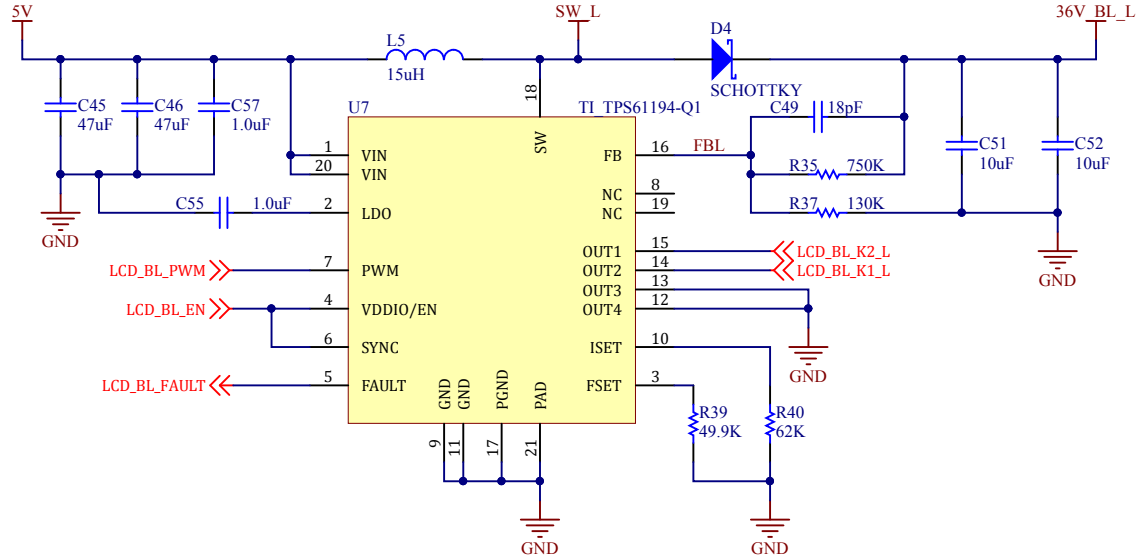 5V
SW_L
36V_BL_L
L5
15uH
D4
SCHOTTKY
C45
47uF
C46
47uF
C57
1.0uF
U7
TI_TPS61194-Q1
C49
18pF
C51
10uF
C52
10uF
18
SW
1
VIN
20
VIN
FB
16
FBL
R35
750K
NC
8
NC
19
R37
130K
GND
C55
1.0uF
2
LDO
OUT1
15
LCD_BL_K2_L
LCD_BL_PWM
7
PWM
OUT2
14
LCD_BL_K1_L
GND
OUT3
13
LCD_BL_EN
4
VDDIO/EN
OUT4
12
6
SYNC
ISET
10
GND
LCD_BL_FAULT
5
FAULT
FSET
3
GND
GND
PGND
PAD
9
11
17
21
R39
49.9K
R40
62K
GND
GND